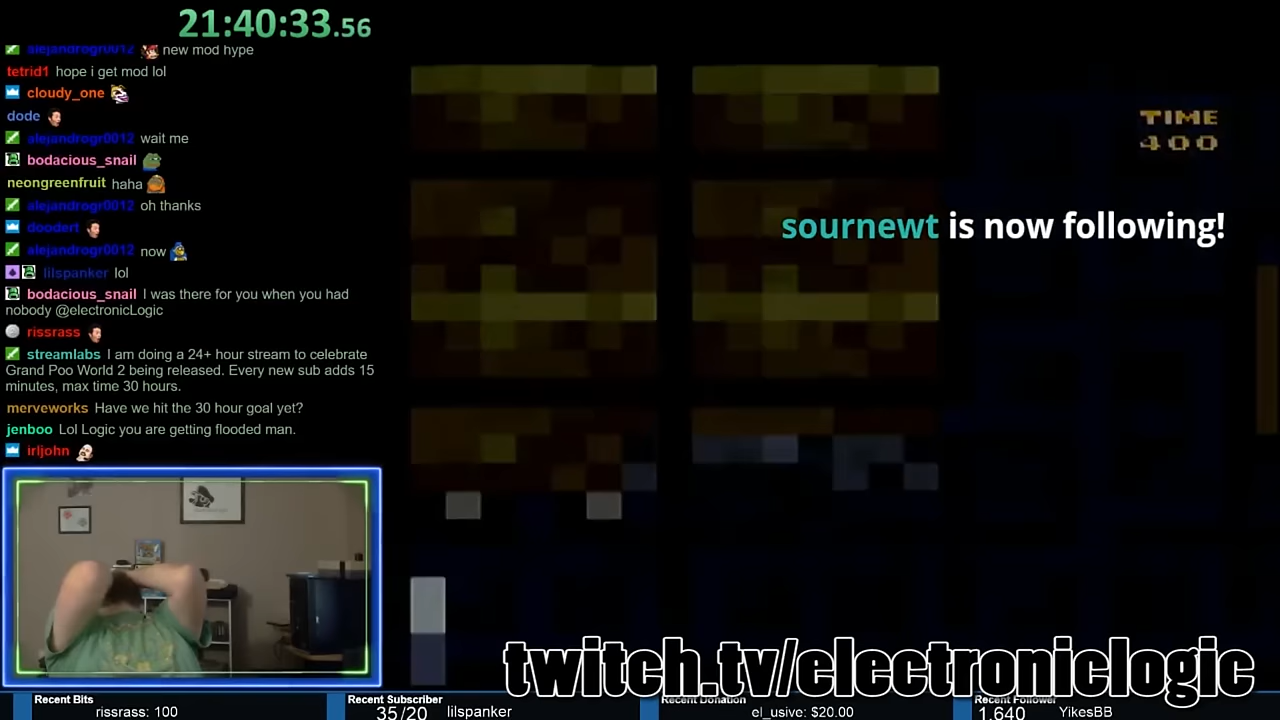 21:40:33.56
alejandrogr0012 new mod hype
tetrid1 hope i get mod lol
cloudy_one
dode
alejandrogr0012 wait me
bodacious_snail
neongreenfruit haha
alejandrogr0012 oh thanks
doodert
alejandrogr0012 now
lilspanker lol
bodacious_snail I was there for you when you had
nobody @electronicLogic
rissrass
streamlabs I am doing a 24+ hour stream to celebrate
Grand Poo World 2 being released. Every new sub adds 15
minutes, max time 30 hours.
merveworks Have we hit the 30 hour goal yet?
jenboo Lol Logic you are getting flooded man.
irljohn
TIME
400
sournewt is now following!
twitch.tv/electroniclogic
Recent Bits
rissrass: 100
Recent Subscriber
35/20 lilspanker
Recent Donation
el_usive: $20.00
Recent Follower
1,640 YikesBB